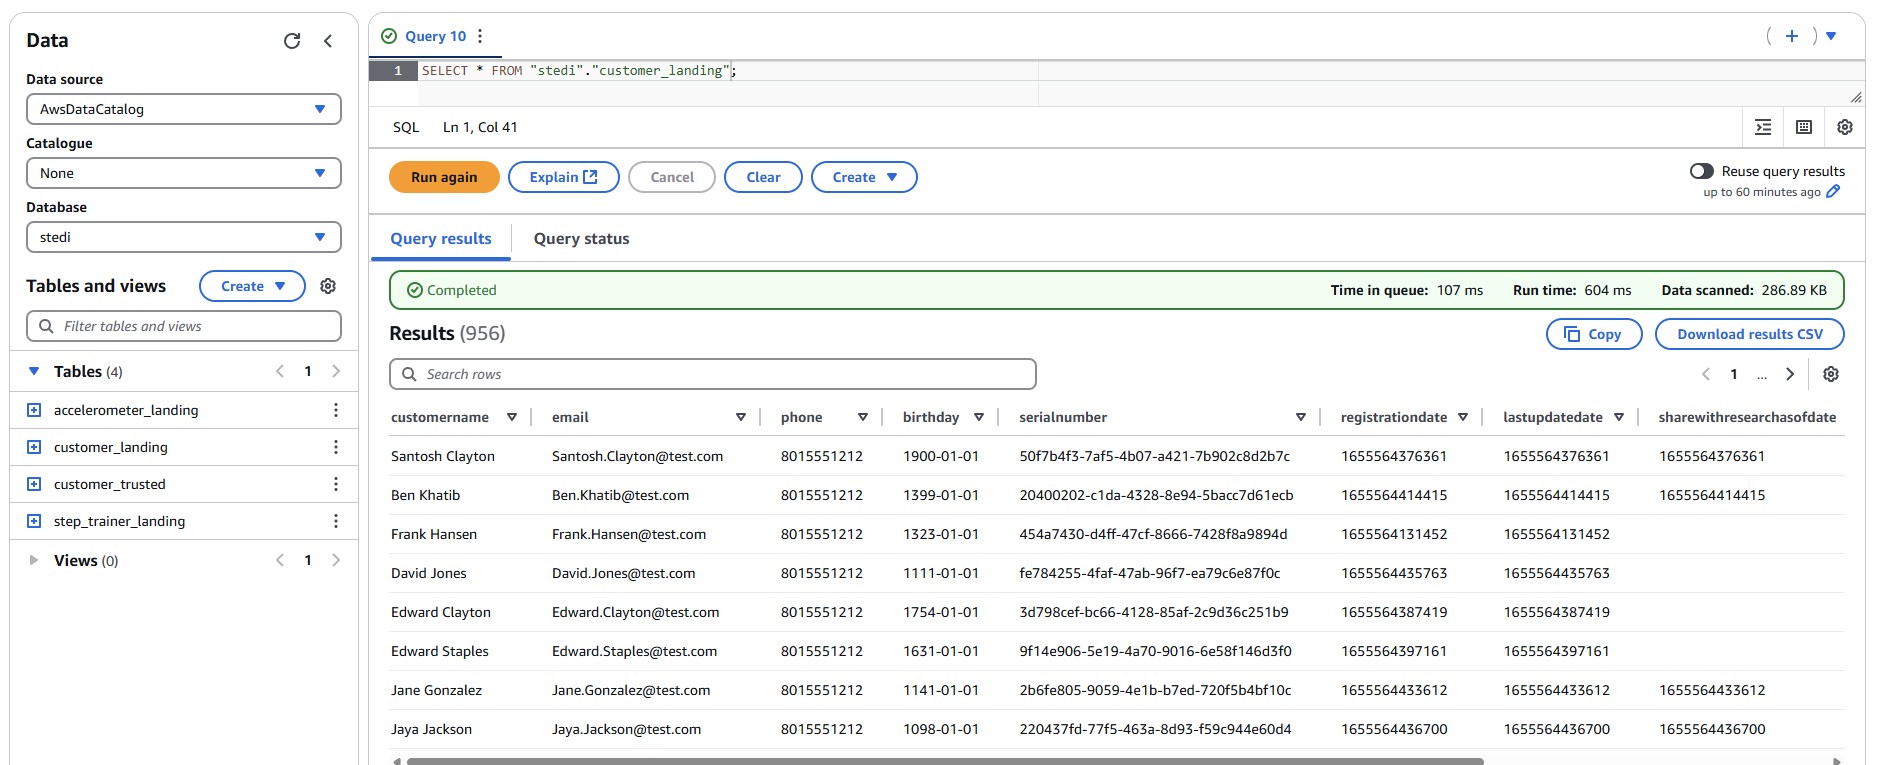 Data
Data source
AwsDataCatalog
Catalogue
None
Database
stedi
Tables and views
Create
Filter tables and views
Tables (4)
1
accelerometer_landing
customer_landing
customer_trusted
step_trainer_landing
Views (0)
1
Query 10
1 SELECT * FROM "stedi"."customer_landing";
SQL Ln 1, Col 41
Run again Explain Cancel Clear Create
Reuse query results
up to 60 minutes ago
Query results Query status
Completed Time in queue: 107 ms Run time: 604 ms Data scanned: 286.89 KB
Results (956) Copy Download results CSV
Search rows 1 ...
customername email phone birthday serialnumber registrationdate lastupdatedate sharewithresearchasofdate
Santosh Clayton Santosh.Clayton@test.com 8015551212 1900-01-01 50f7b4f3-7af5-4b07-a421-7b902c8d2b7c 1655564376361 1655564376361 1655564376361
Ben Khatib Ben.Khatib@test.com 8015551212 1399-01-01 20400202-c1da-4328-8e94-5bacc7d61ecb 1655564414415 1655564414415 1655564414415
Frank Hansen Frank.Hansen@test.com 8015551212 1323-01-01 454a7430-d4ff-47cf-8666-7428f8a9894d 1655564131452 1655564131452
David Jones David.Jones@test.com 8015551212 1111-01-01 fe784255-4faf-47ab-96f7-ea79c6e87f0c 1655564435763 1655564435763
Edward Clayton Edward.Clayton@test.com 8015551212 1754-01-01 3d798cef-bc66-4128-85af-2c9d36c251b9 1655564387419 1655564387419
Edward Staples Edward.Staples@test.com 8015551212 1631-01-01 9f14e906-5e19-4a70-9016-6e58f146d3f0 1655564397161 1655564397161
Jane Gonzalez Jane.Gonzalez@test.com 8015551212 1141-01-01 2b6fe805-9059-4e1b-b7ed-720f5b4bf10c 1655564433612 1655564433612 1655564433612
Jaya Jackson Jaya.Jackson@test.com 8015551212 1098-01-01 220437fd-77f5-463a-8d93-f59c944e60d4 1655564436700 1655564436700 1655564436700